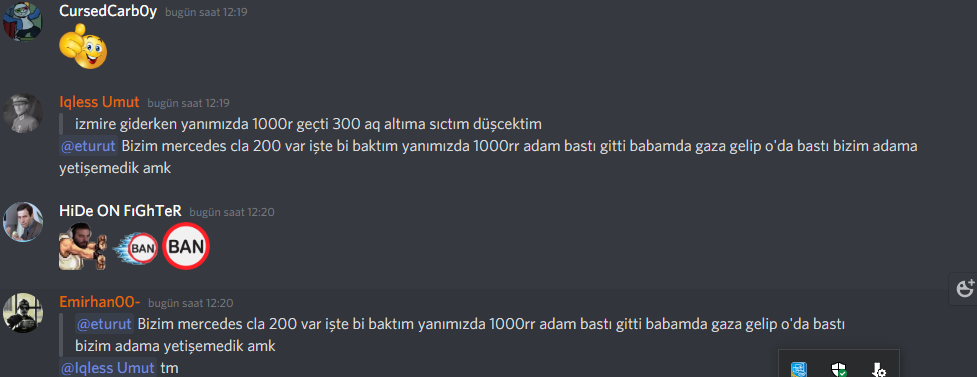 CursedCarb0y bugün saat 12:19
Iqless Umut bugün saat 12:19
izmire giderken yanımızda 1000r geçti 300 aq altıma sıctım düşcektim
@eturut Bizim mercedes cla 200 var işte bi baktım yanımızda 1000rr adam bastı gitti babamda gaza gelip o'da bastı bizim adama
yetişemedik amk
HiDe ON FıGhTeR bugün saat 12:20
BAN BAN
Emirhan00- bugün saat 12:20
@eturut Bizim mercedes cla 200 var işte bi baktım yanımızda 1000rr adam bastı gitti babamda gaza gelip o'da bastı
bizim adama yetişemedik amk
@Iqless Umut tm